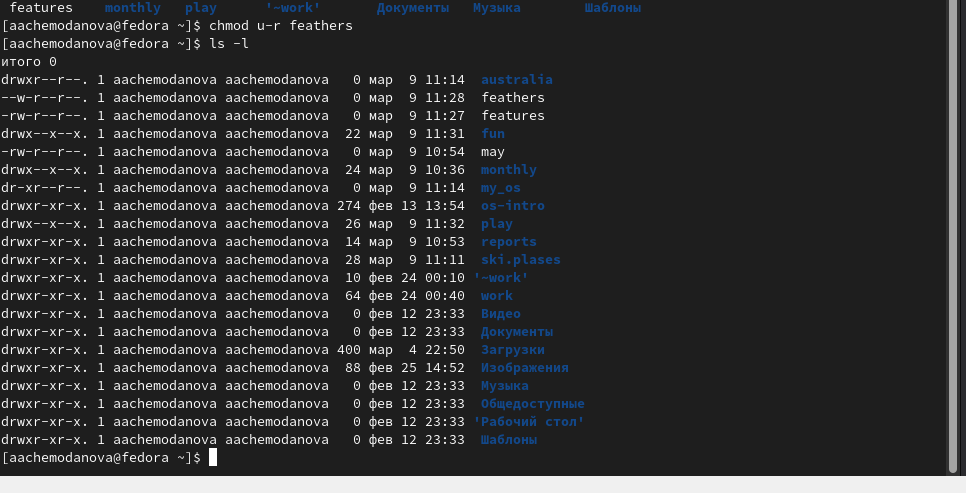 features    monthly   play      '~work'       Документы   Музыка        Шаблоны
[aachemodanova@fedora ~]$ chmod u-r feathers
[aachemodanova@fedora ~]$ ls -l
итого 0
drwxr--r--. 1 aachemodanova aachemodanova   0 мар  9 11:14  australia
--w-r--r--. 1 aachemodanova aachemodanova   0 мар  9 11:28  feathers
-rw-r--r--. 1 aachemodanova aachemodanova   0 мар  9 11:27  features
drwx--x--x. 1 aachemodanova aachemodanova  22 мар  9 11:31  fun
-rw-r--r--. 1 aachemodanova aachemodanova   0 мар  9 10:54  may
drwx--x--x. 1 aachemodanova aachemodanova  24 мар  9 10:36  monthly
dr-xr--r--. 1 aachemodanova aachemodanova   0 мар  9 11:14  my_os
drwxr-xr-x. 1 aachemodanova aachemodanova 274 фев 13 13:54  os-intro
drwx--x--x. 1 aachemodanova aachemodanova  26 мар  9 11:32  play
drwxr-xr-x. 1 aachemodanova aachemodanova  14 мар  9 10:53  reports
drwxr-xr-x. 1 aachemodanova aachemodanova  28 мар  9 11:11  ski.plases
drwxr-xr-x. 1 aachemodanova aachemodanova  10 фев 24 00:10 '~work'
drwxr-xr-x. 1 aachemodanova aachemodanova  64 фев 24 00:40  work
drwxr-xr-x. 1 aachemodanova aachemodanova   0 фев 12 23:33  Видео
drwxr-xr-x. 1 aachemodanova aachemodanova   0 фев 12 23:33  Документы
drwxr-xr-x. 1 aachemodanova aachemodanova 400 мар  4 22:50  Загрузки
drwxr-xr-x. 1 aachemodanova aachemodanova  88 фев 25 14:52  Изображения
drwxr-xr-x. 1 aachemodanova aachemodanova   0 фев 12 23:33  Музыка
drwxr-xr-x. 1 aachemodanova aachemodanova   0 фев 12 23:33  Общедоступные
drwxr-xr-x. 1 aachemodanova aachemodanova   0 фев 12 23:33 'Рабочий стол'
drwxr-xr-x. 1 aachemodanova aachemodanova   0 фев 12 23:33  Шаблоны
[aachemodanova@fedora ~]$